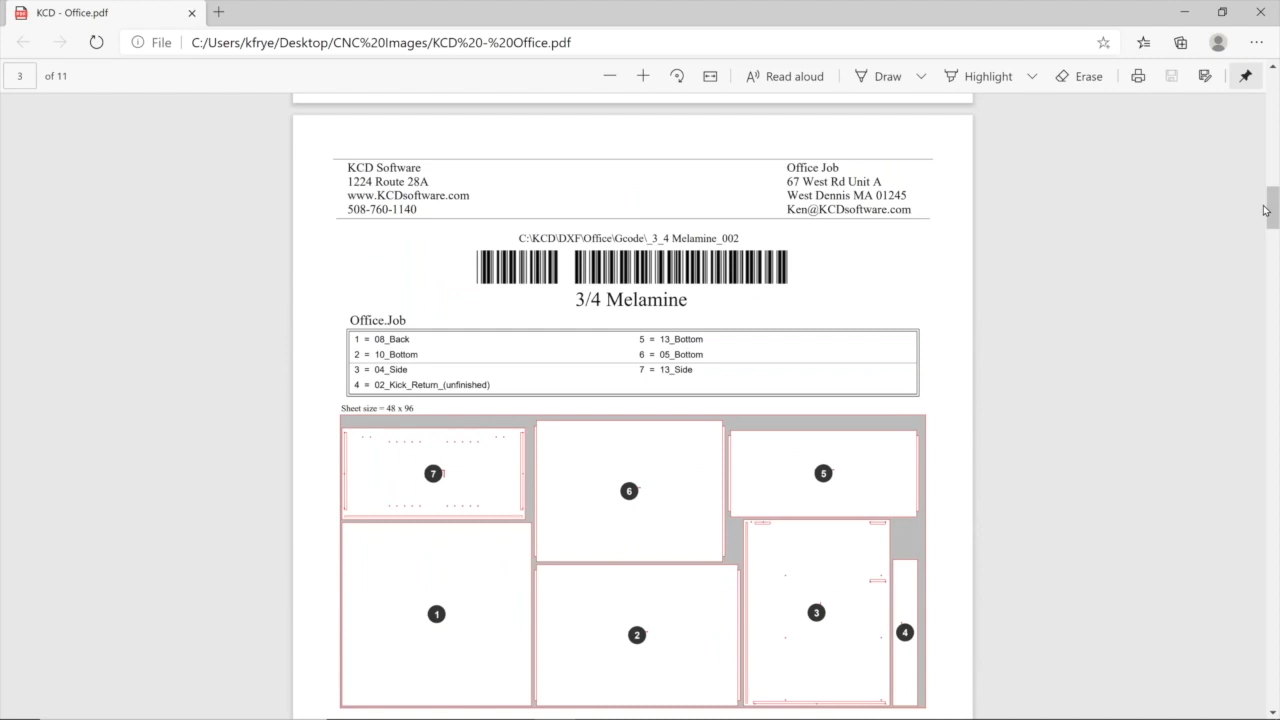 KCD - Office.pdf
File
C:/Users/kfrye/Desktop/CNC%20Images/KCD%20-%20Office.pdf
3 of 11
Read aloud
Draw
Highlight
Erase
KCD Software
1224 Route 28A
www.KCDsoftware.com
508-760-1140
Office Job
67 West Rd Unit A
West Dennis MA 01245
Ken@KCDsoftware.com
C:\KCD\DXF\Office\Gcode\_3_4 Melamine_002
3/4 Melamine
Office.Job
1 = 08_Back
2 = 10_Bottom
3 = 04_Side
4 = 02_Kick_Return_(unfinished)
5 = 13_Bottom
6 = 05_Bottom
7 = 13_Side
Sheet size = 48 x 96
7
6
5
1
2
3
4